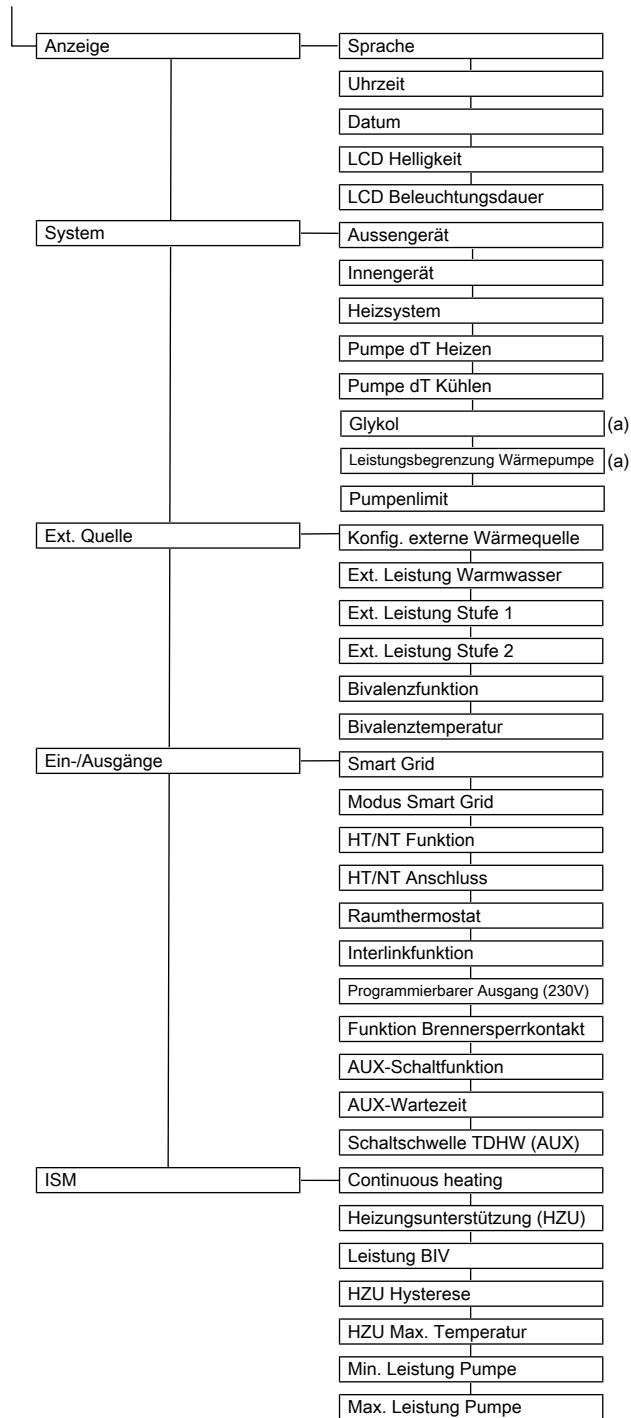 Anzeige
Sprache
Uhrzeit
Datum
LCD Helligkeit
LCD Beleuchtungsdauer
System
Aussengerät
Innengerät
Heizsystem
Pumpe dT Heizen
Pumpe dT Kühlen
Glykol (a)
Leistungsbegrenzung Wärmepumpe (a)
Pumpenlimit
Ext. Quelle
Konfig. externe Wärmequelle
Ext. Leistung Warmwasser
Ext. Leistung Stufe 1
Ext. Leistung Stufe 2
Bivalenzfunktion
Bivalenztemperatur
Ein-/Ausgänge
Smart Grid
Modus Smart Grid
HT/NT Funktion
HT/NT Anschluss
Raumthermostat
Interlinkfunktion
Programmierbarer Ausgang (230V)
Funktion Brennersperrkontakt
AUX-Schaltfunktion
AUX-Wartezeit
Schaltschwelle TDHW (AUX)
ISM
Continuous heating
Heizungsunterstützung (HZU)
Leistung BIV
HZU Hysterese
HZU Max. Temperatur
Min. Leistung Pumpe
Max. Leistung Pumpe